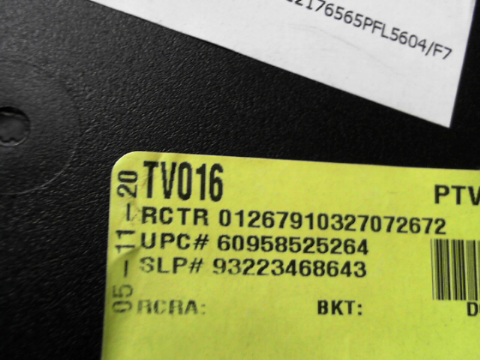 2176565PFL5604/F7
TV016
PTV
RCTR 01267910327072672
UPC# 60958525264
SLP# 93223468643
RCRA:
BKT:
05-11-20